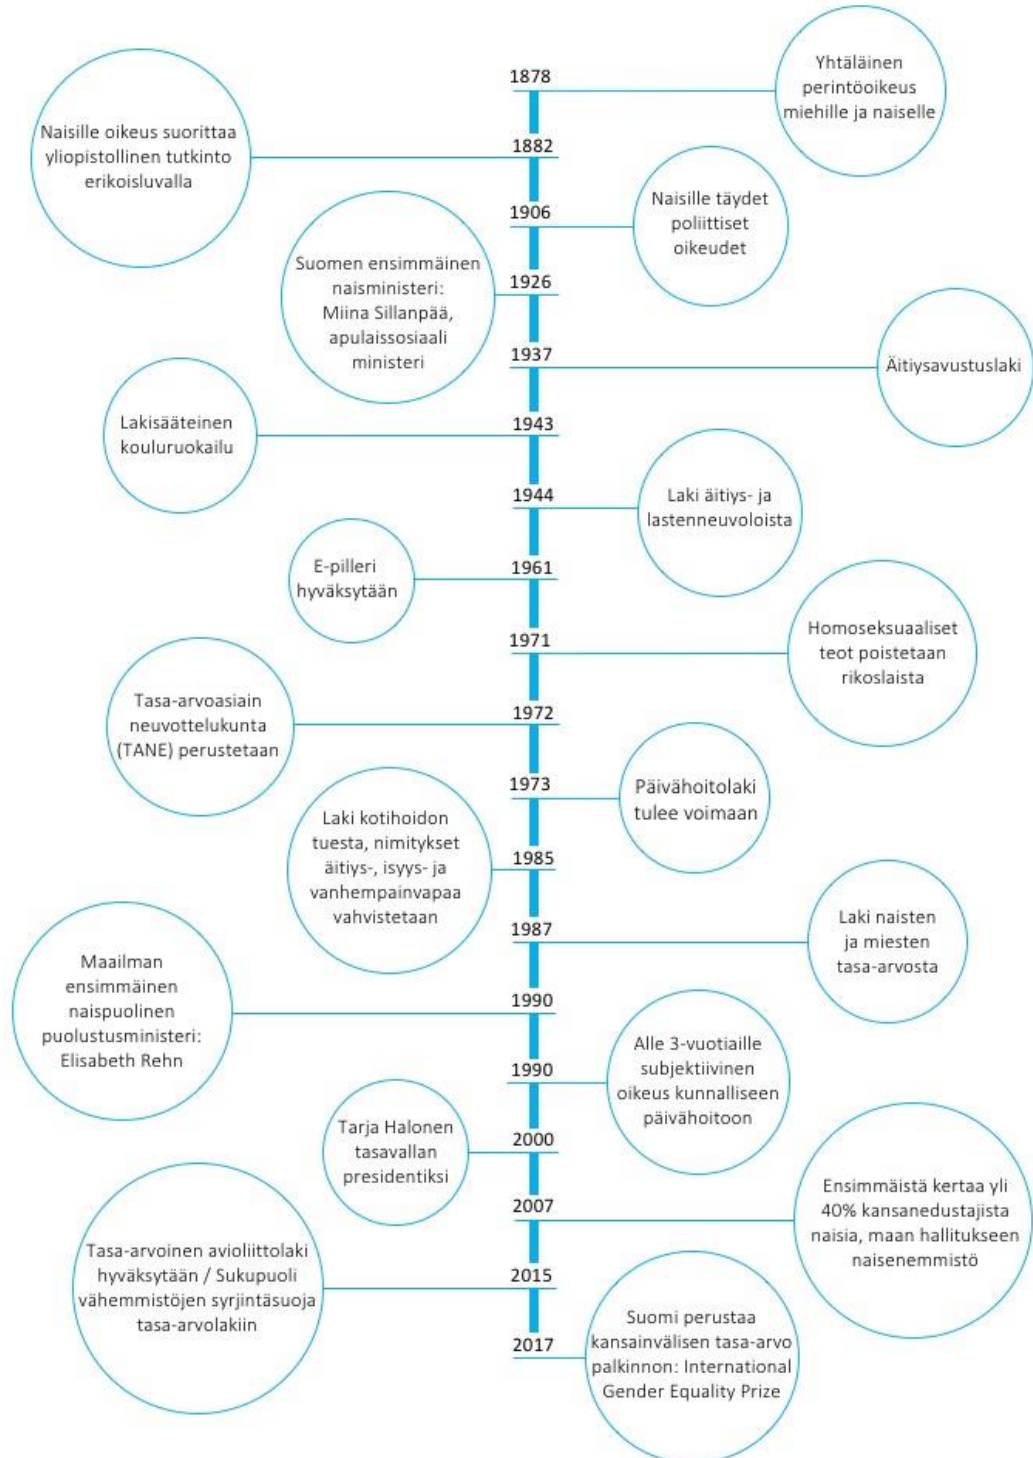 1878
Yhtäläinen
perintöoikeus
miehille ja naiselle
1882
Naisille oikeus suorittaa
yliopistollinen tutkinto
erikoisluvalla
1906
Naisille täydet
poliittiset
oikeudet
1926
Suomen ensimmäinen
naisministeri:
Miina Sillanpää,
apulaissosiaali
ministeri
1937
Äitiysavustuslaki
1943
Lakisääteinen
kouluruokailu
1944
Laki äitiys- ja
lastenneuvoloista
1961
E-pilleri
hyväksytään
1971
Homoseksuaaliset
teot poistetaan
rikoslaista
1972
Tasa-arvoasiain
neuvottelukunta
(TANE) perustetaan
1973
Päivähoitolaki
tulee voimaan
1985
Laki kotihoidon
tuesta, nimitykset
äitiys-, isyys- ja
vanhempainvapaa
vahvistetaan
1987
Laki naisten
ja miesten
tasa-arvosta
1990
Maailman
ensimmäinen
naispuolinen
puolustusministeri:
Elisabeth Rehn
1990
Alle 3-vuotiaille
subjektiivinen
oikeus kunnalliseen
päivähoitoon
2000
Tarja Halonen
tasavallan
presidentiksi
2007
Ensimmäistä kertaa yli
40% kansanedustajista
naisia, maan hallitukseen
naisenemmistö
2015
Tasa-arvoinen avioliittolaki
hyväksytään / Sukupuoli
vähemmistöjen syrjintäsuoja
tasa-arvolakiin
2017
Suomi perustaa
kansainvälisen tasa-arvo
palkinnon: International
Gender Equality Prize